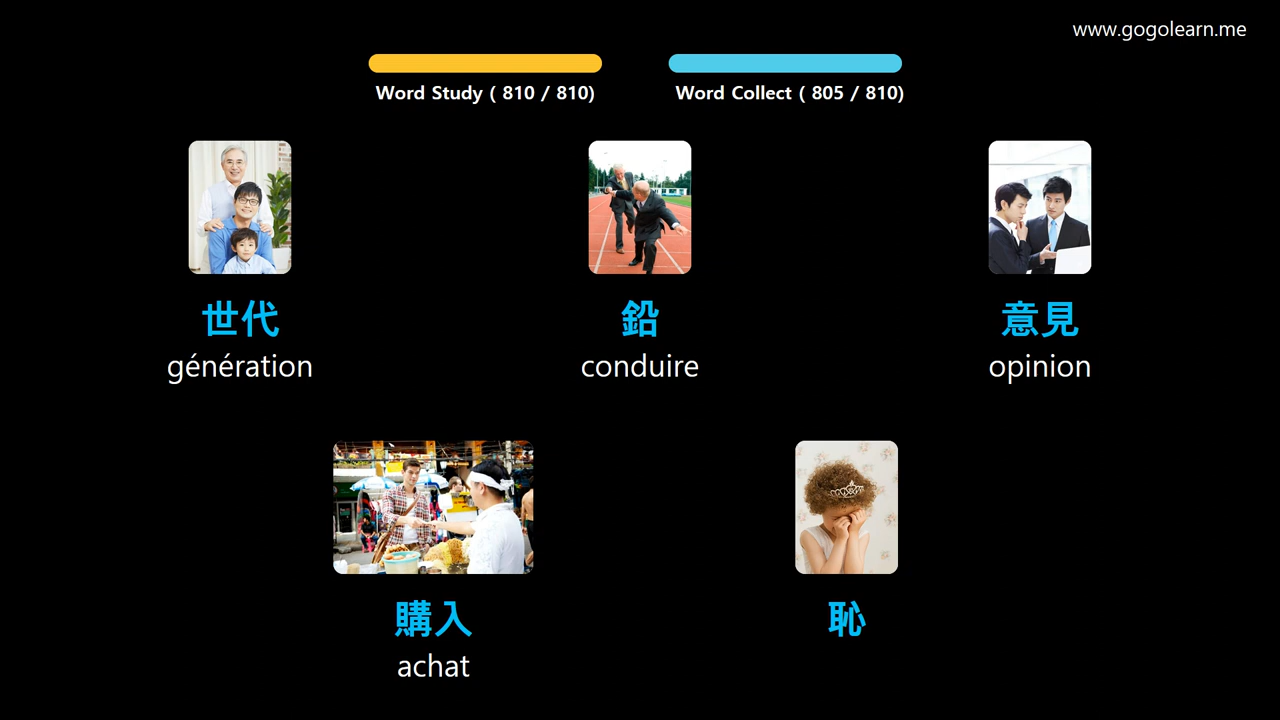 www.gogolearn.me
Word Study ( 810 / 810)
Word Collect ( 805 / 810)
世代
génération
鉛
conduire
意見
opinion
購入
achat
恥